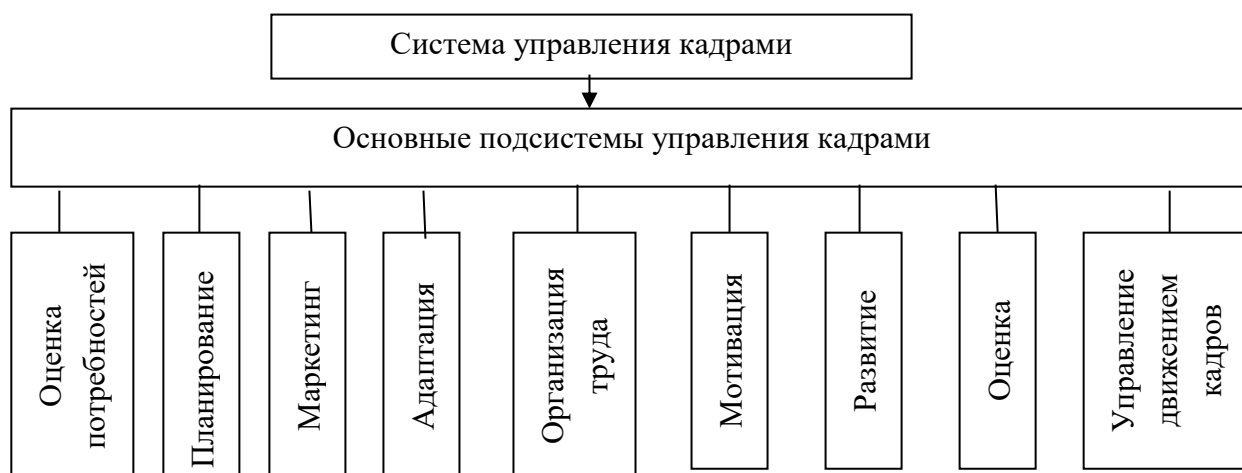 Система управления кадрами
Основные подсистемы управления кадрами
Оценка
потребностей
Планирование
Маркетинг
Адаптация
Организация
труда
Мотивация
Развитие
Оценка
Управление
движением
кадров